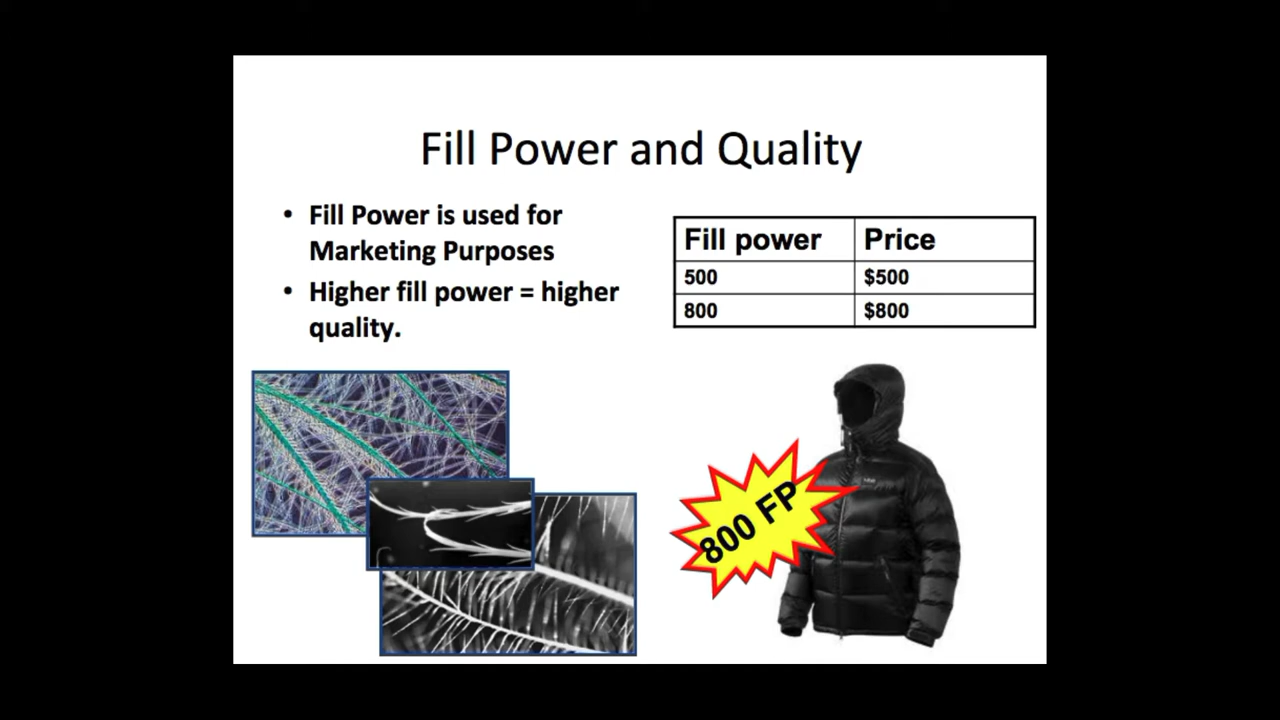 Fill Power and Quality
• Fill Power is used for
Marketing Purposes
• Higher fill power = higher
quality.
Fill power Price
500 $500
800 $800
800 FP